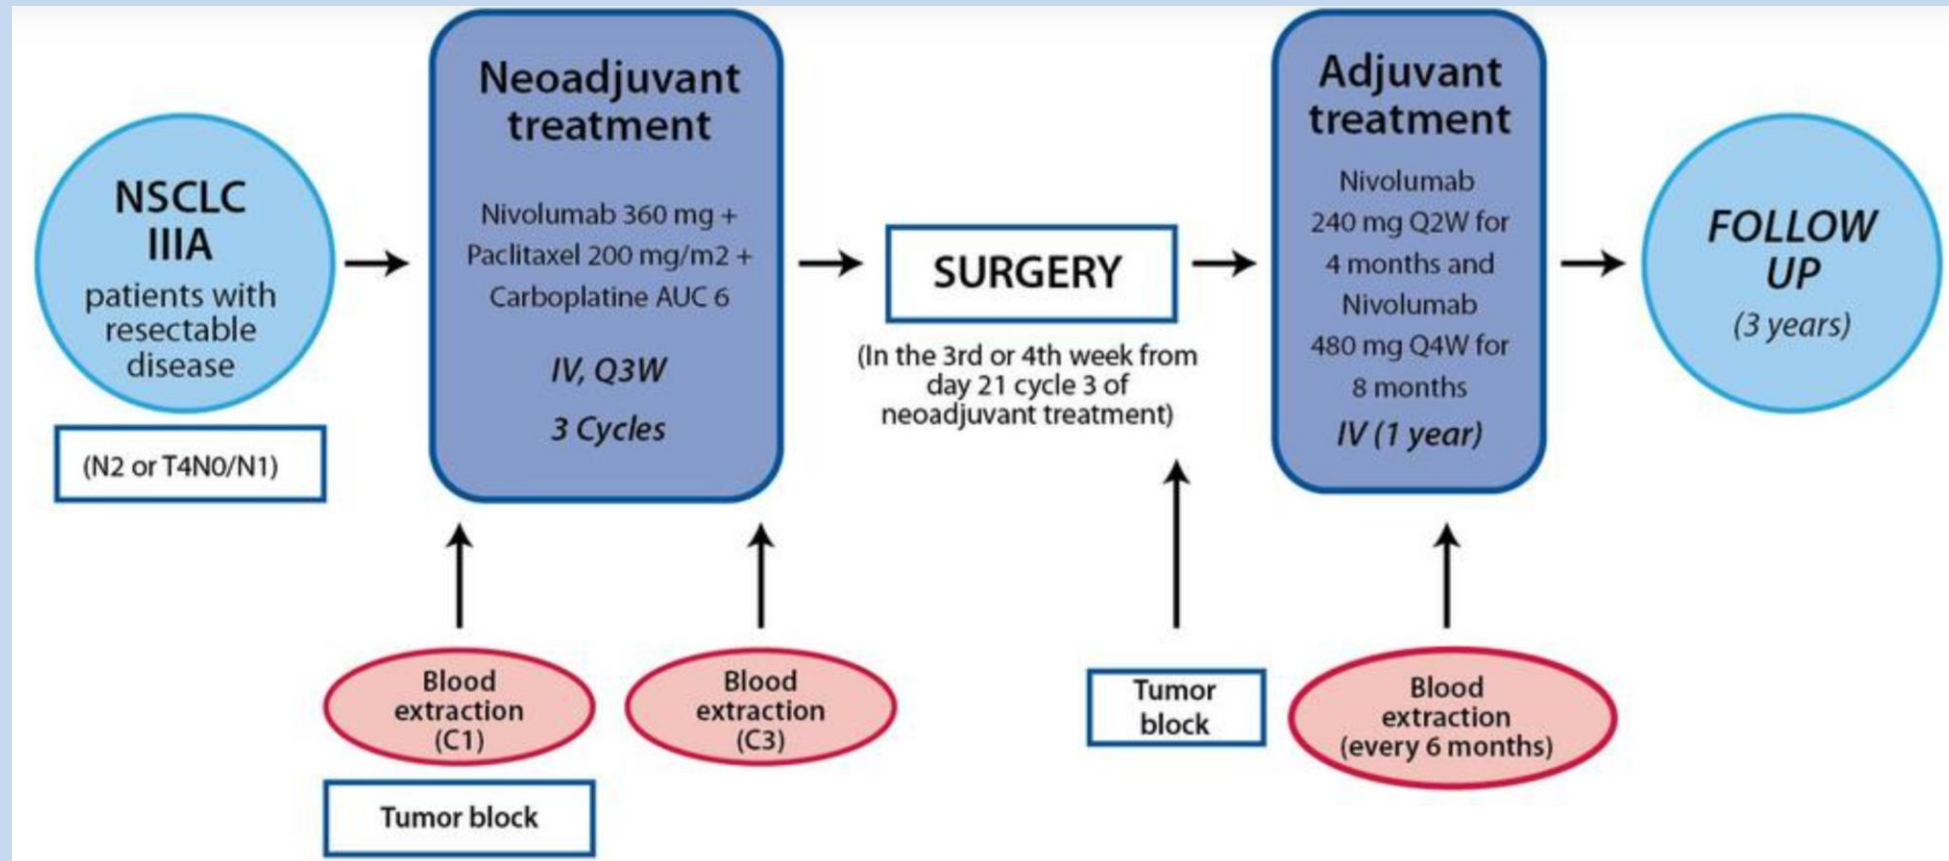 NSCLC
IIIA
patients with
resectable
disease
(N2 or T4N0/N1)
Neoadjuvant
treatment
Nivolumab 360 mg +
Paclitaxel 200 mg/m2 +
Carboplatine AUC 6
IV, Q3W
3 Cycles
SURGERY
(In the 3rd or 4th week from
day 21 cycle 3 of
neoadjuvant treatment)
Adjuvant
treatment
Nivolumab
240 mg Q2W for
4 months and
Nivolumab
480 mg Q4W for
8 months
IV (1 year)
FOLLOW
UP
(3 years)
Blood
extraction
(C1)
Tumor block
Blood
extraction
(C3)
Tumor
block
Blood
extraction
(every 6 months)